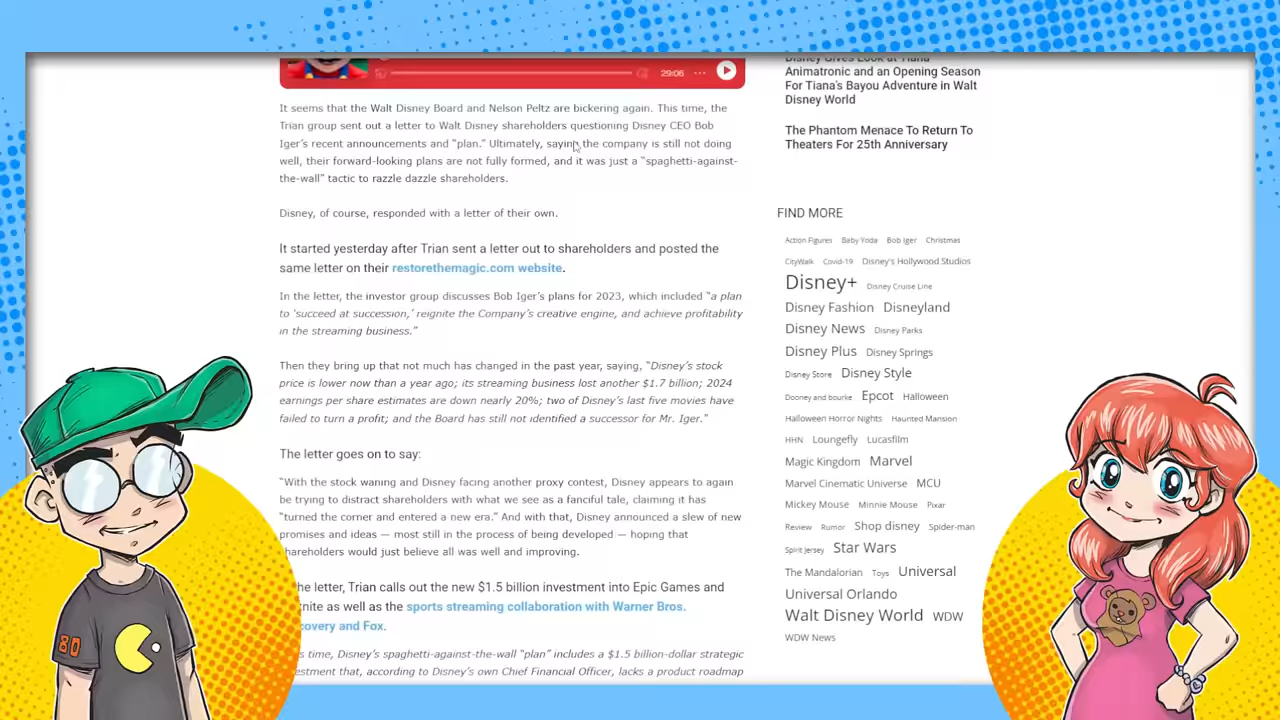 29:06
It seems that the Walt Disney Board and Nelson Peltz are bickering again. This time, the
Trian group sent out a letter to Walt Disney shareholders questioning Disney CEO Bob
Iger's recent announcements and “plan.” Ultimately, saying the company is still not doing
well, their forward-looking plans are not fully formed, and it was just a “spaghetti-against-
the-wall” tactic to razzle dazzle shareholders.
Disney, of course, responded with a letter of their own.
It started yesterday after Trian sent a letter out to shareholders and posted the
same letter on their restorethemagic.com website.
In the letter, the investor group discusses Bob Iger's plans for 2023, which included “a plan
to ‘succeed at succession,’ reignite the Company's creative engine, and achieve profitability
in the streaming business.”
Then they bring up that not much has changed in the past year, saying, “Disney's stock
price is lower now than a year ago; its streaming business lost another $1.7 billion; 2024
earnings per share estimates are down nearly 20%; two of Disney's last five movies have
failed to turn a profit; and the Board has still not identified a successor for Mr. Iger.”
The letter goes on to say:
“With the stock waning and Disney facing another proxy contest, Disney appears to again
be trying to distract shareholders with what we see as a fanciful tale, claiming it has
“turned the corner and entered a new era.” And with that, Disney announced a slew of new
promises and ideas — most still in the process of being developed — hoping that
shareholders would just believe all was well and improving.
the letter, Trian calls out the new $1.5 billion investment into Epic Games and
as well as the sports streaming collaboration with Warner Bros.
and Fox.
time, Disney's spaghetti-against-the-wall “plan” includes a $1.5 billion-dollar strategic
that, according to Disney's own Chief Financial Officer, lacks a product roadmap
Disney Gives Look at Tiana
Animatronic and an Opening Season
For Tiana's Bayou Adventure in Walt
Disney World
The Phantom Menace To Return To
Theaters For 25th Anniversary
FIND MORE
Action Figures Baby Yoda Bob Iger Christmas
CityWalk Covid-19 Disney's Hollywood Studios
Disney+ Disney Cruise Line
Disney Fashion Disneyland
Disney News Disney Parks
Disney Plus Disney Springs
Disney Store Disney Style
Dooney and bourke Epcot Halloween
Halloween Horror Nights Haunted Mansion
HHN Loungefly Lucasfilm
Magic Kingdom Marvel
Marvel Cinematic Universe MCU
Mickey Mouse Minnie Mouse Pixar
Review Rumor Shop disney Spider-man
Spirit Jersey Star Wars
The Mandalorian Toys Universal
Universal Orlando
Walt Disney World WDW
WDW News
80